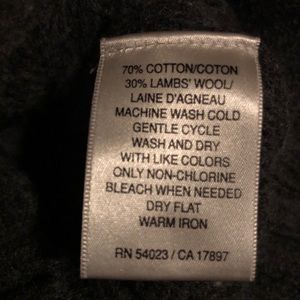 70% COTTON/COTON
30% LAMBS' WOOL/
LAINE D'AGNEAU
MACHINE WASH COLD
GENTLE CYCLE
WASH AND DRY
WITH LIKE COLORS
ONLY NON-CHLORINE
BLEACH WHEN NEEDED
DRY FLAT
WARM IRON
RN 54023 / CA 17897